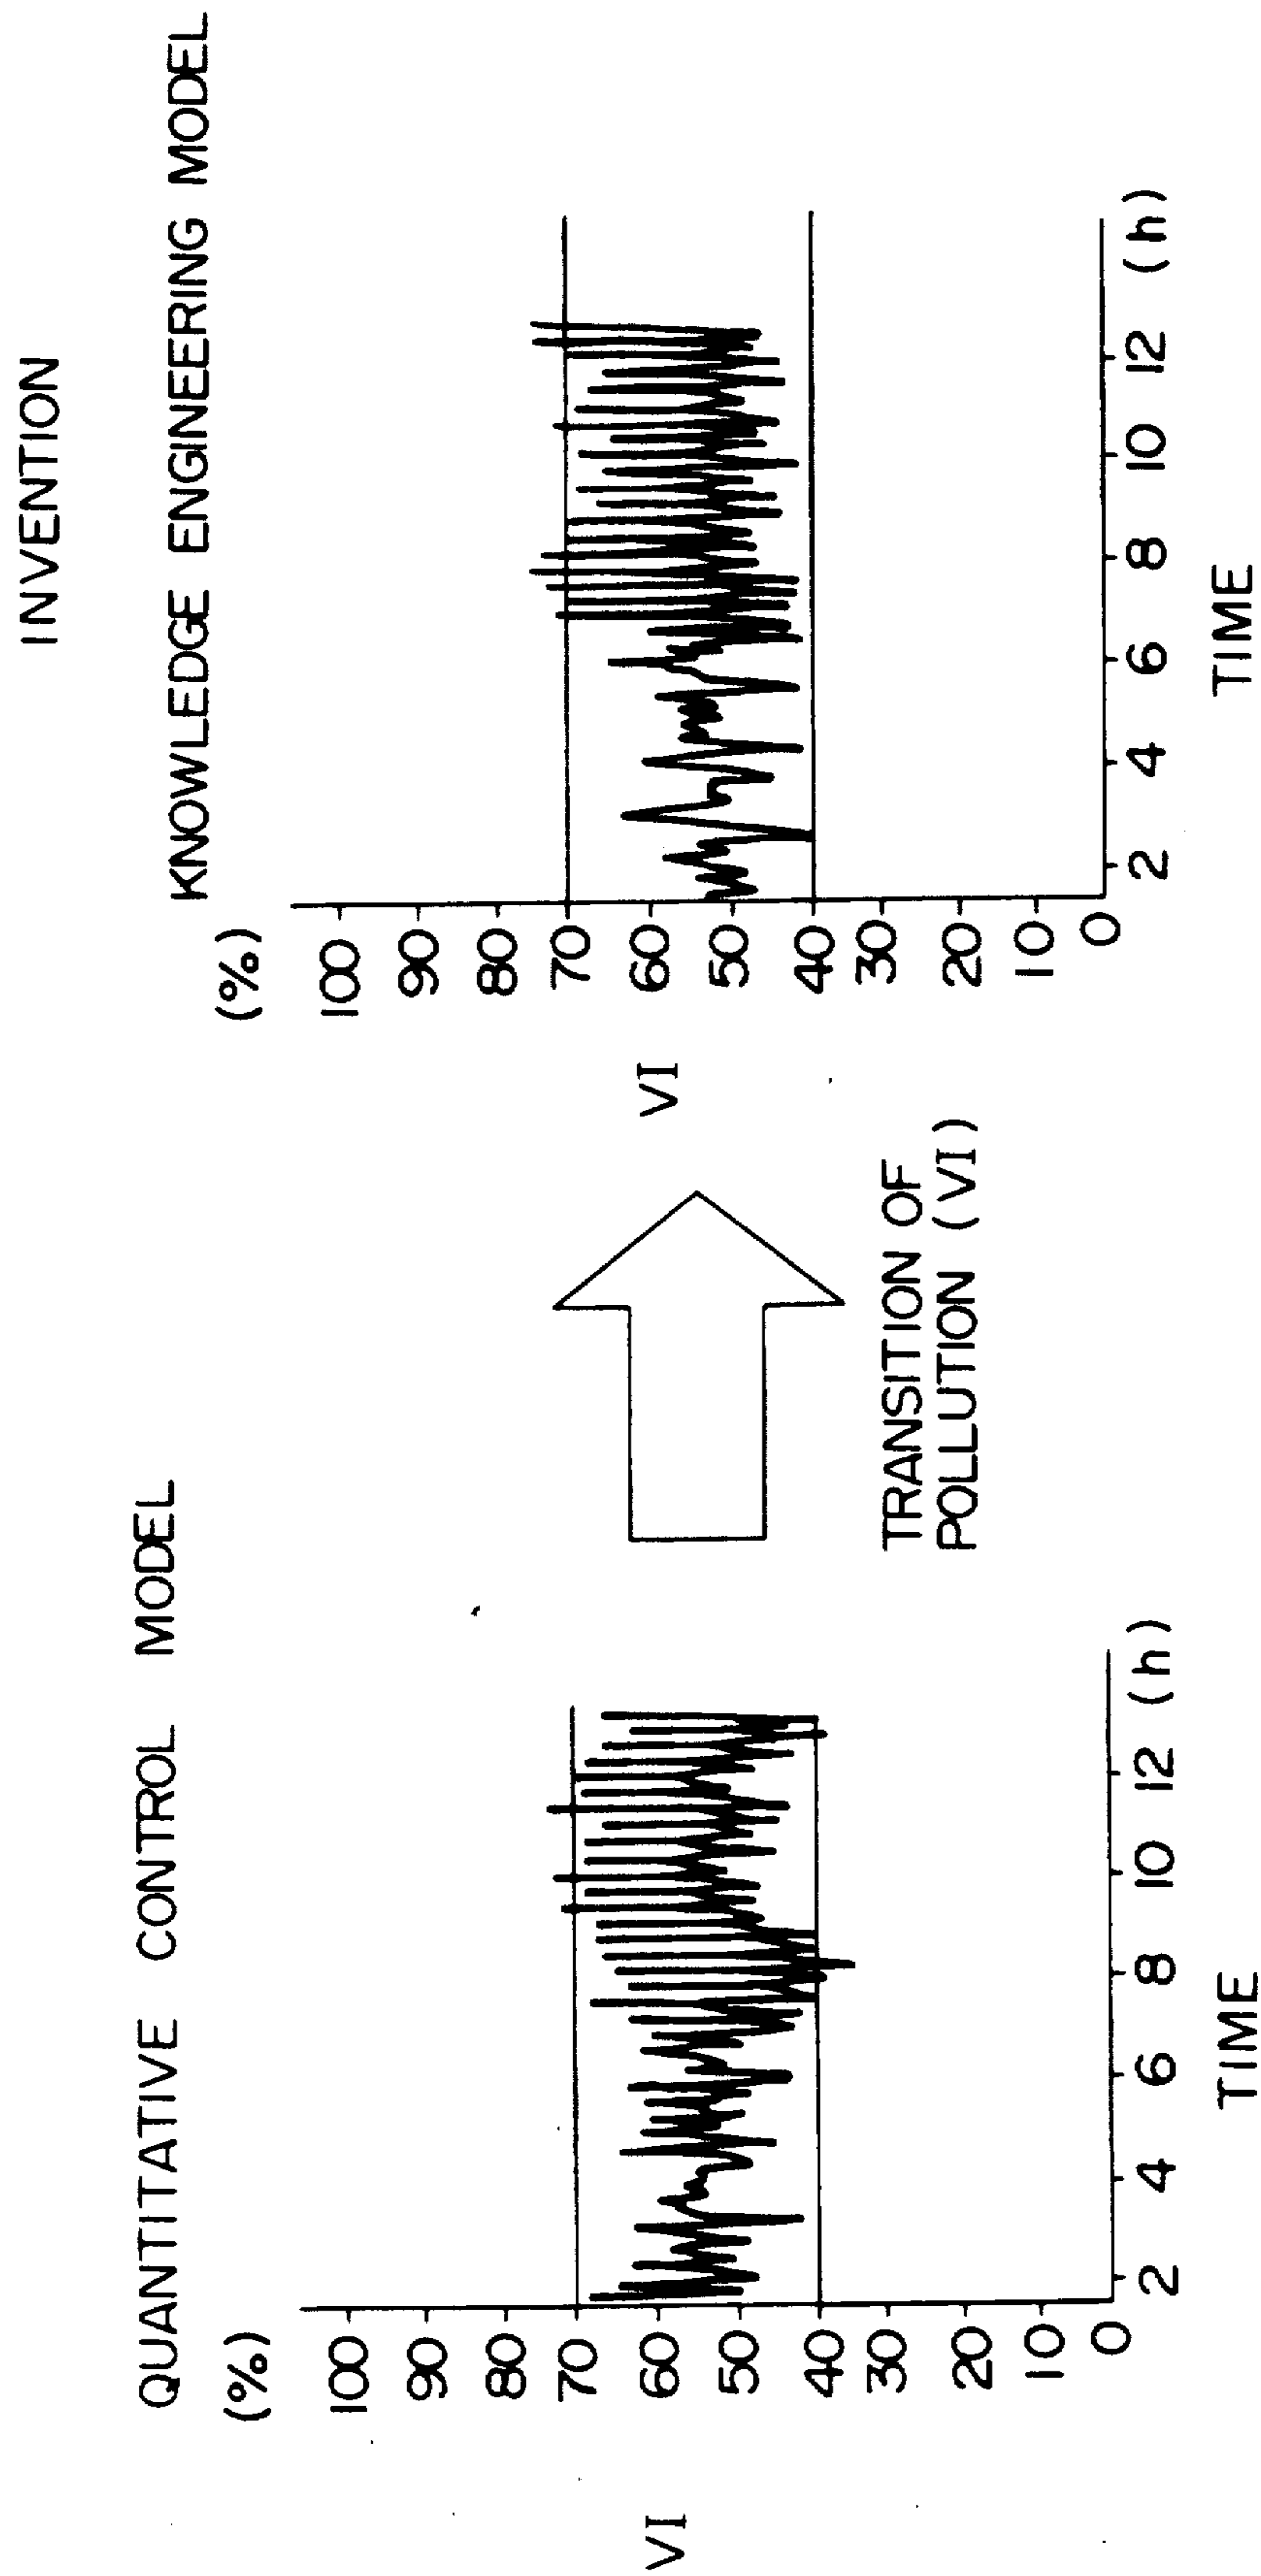 INVENTION
QUANTITATIVE CONTROL MODEL
(%)
100
90
80
70
60
50
40
30
20
10
0
VI
2 4 6 8 10 12 (h)
TIME
TRANSITION OF
POLLUTION (VI)
KNOWLEDGE ENGINEERING MODEL
(%)
100
90
80
70
60
50
40
30
20
10
0
VI
2 4 6 8 10 12 (h)
TIME